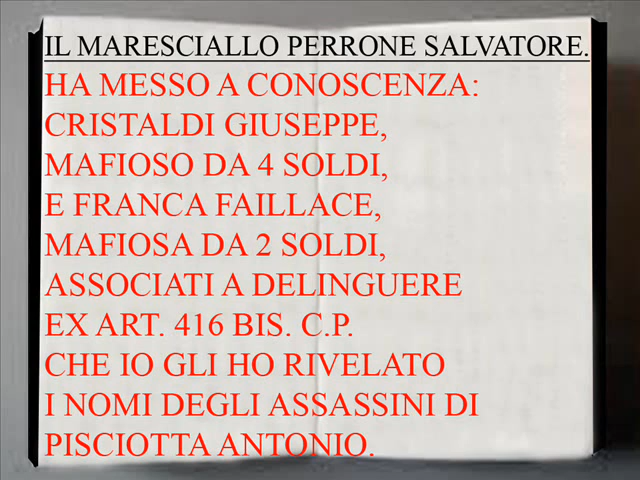 IL MARESCIALLO PERRONE SALVATORE.
HA MESSO A CONOSCENZA:
CRISTALDI GIUSEPPE,
MAFIOSO DA 4 SOLDI,
E FRANCA FAILLACE,
MAFIOSA DA 2 SOLDI,
ASSOCIATI A DELINGUERE
EX ART. 416 BIS. C.P.
CHE IO GLI HO RIVELATO
I NOMI DEGLI ASSASSINI DI
PISCIOTTA ANTONIO.